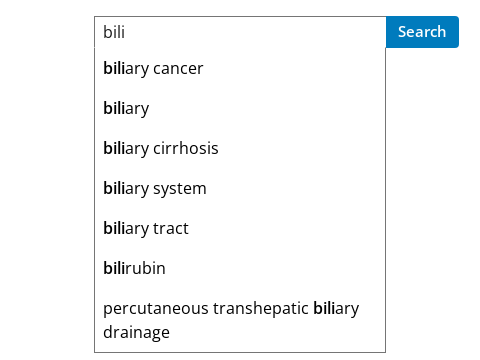 bili Search
biliary cancer
biliary
biliary cirrhosis
biliary system
biliary tract
bilirubin
percutaneous transhepatic biliary
drainage